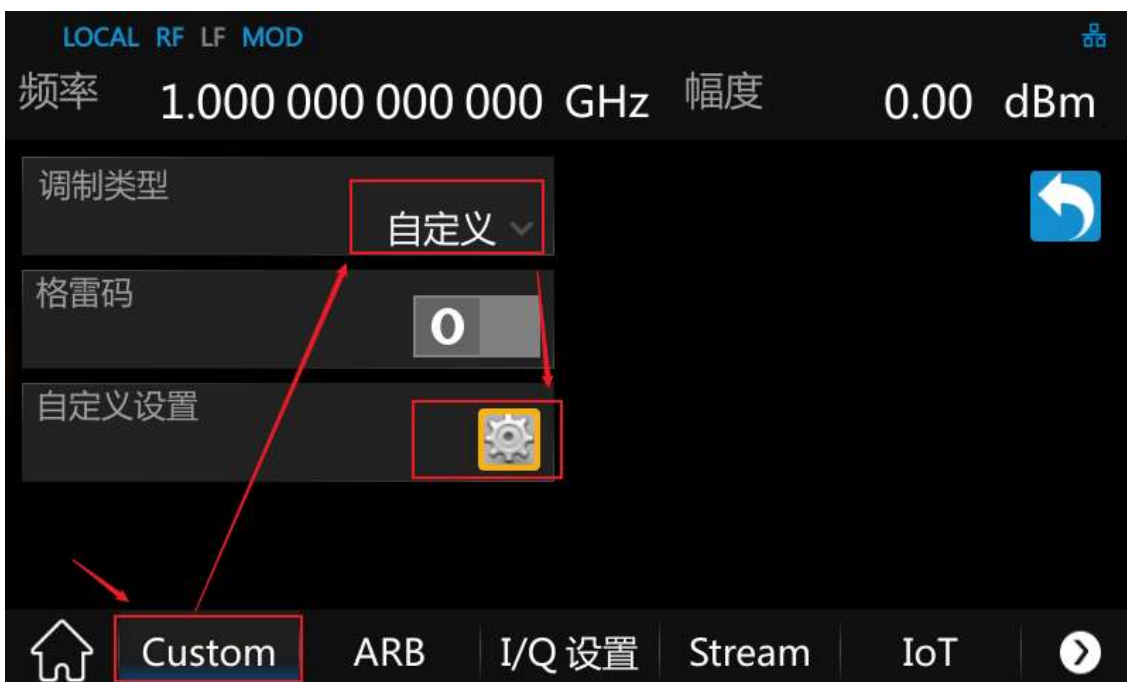 LOCAL RF LF MOD
频率 1.000 000 000 000 GHz 幅度 0.00 dBm
调制类型
自定义
格雷码
O
自定义设置
Custom ARB I/Q 设置 Stream IoT